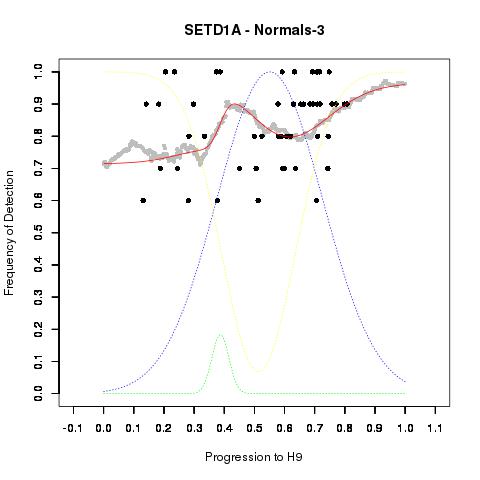 SETD1A - Normals-3
Frequency of Detection
1.0
0.9
0.8
0.7
0.6
0.5
0.4
0.3
0.2
0.1
0.0
-0.1 0.0 0.1 0.2 0.3 0.4 0.5 0.6 0.7 0.8 0.9 1.0 1.1
Progression to H9